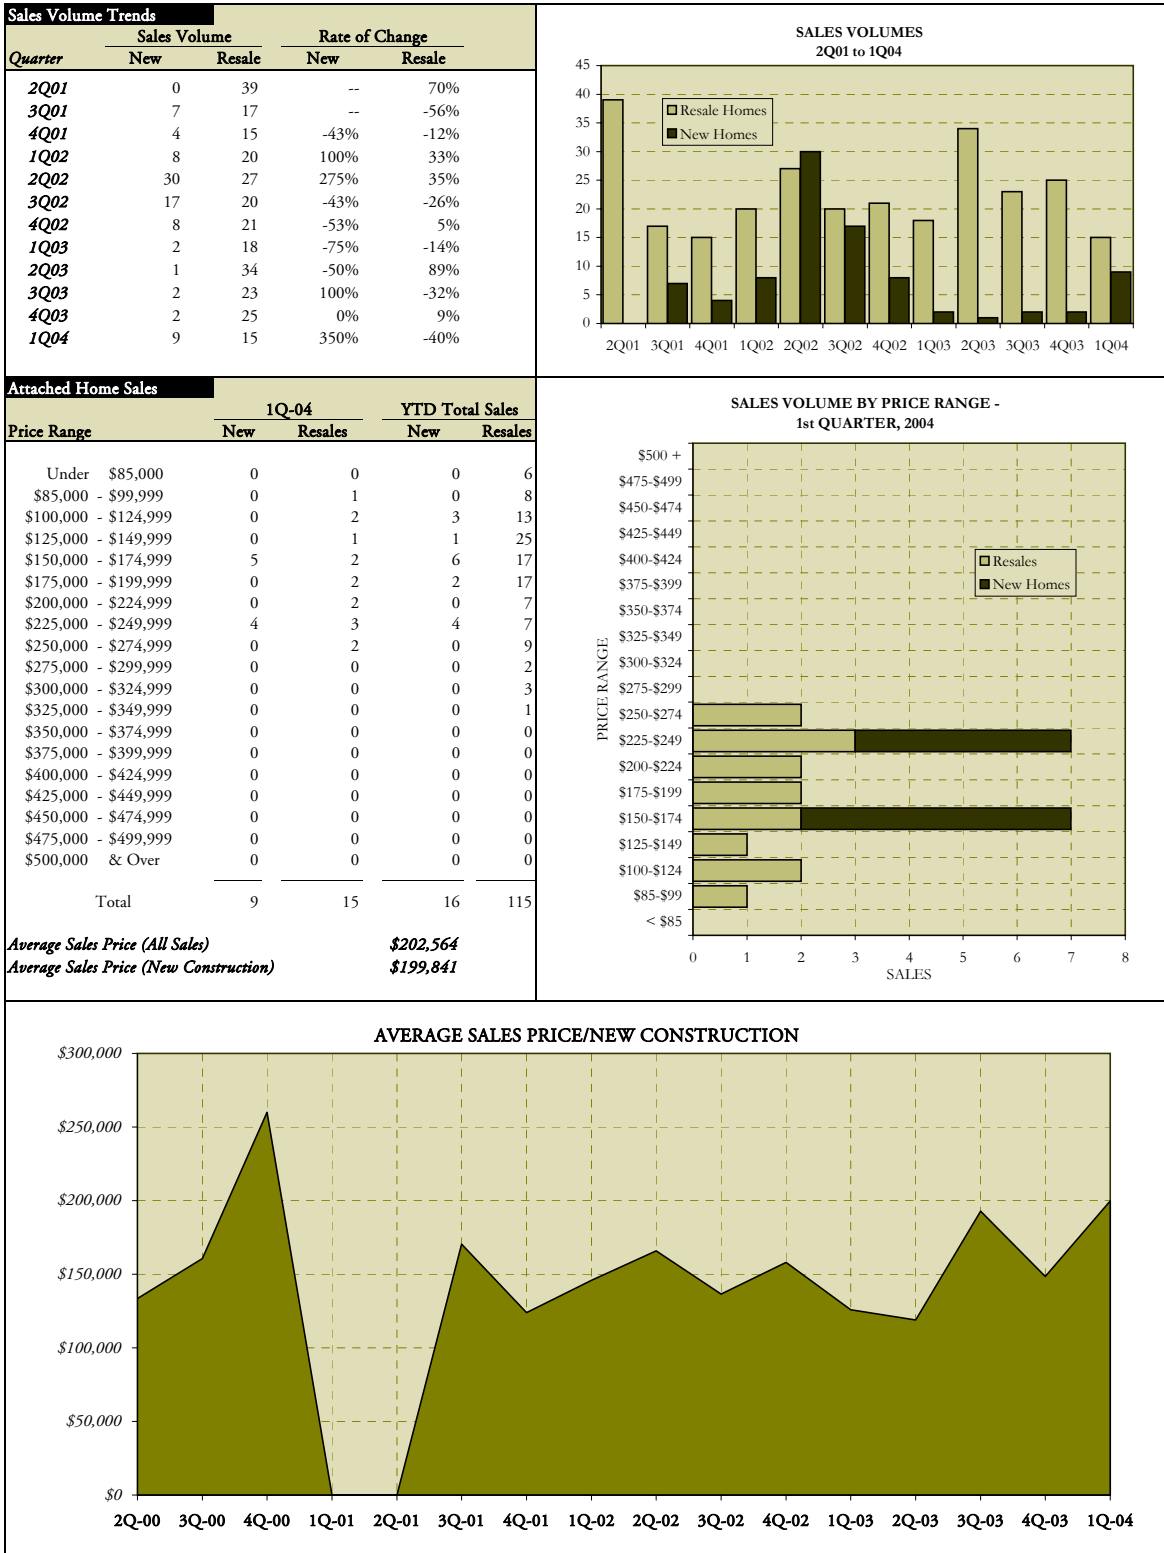 Sales Volume Trends
Sales Volume Rate of Change
Quarter New Resale New Resale
2Q01 0 39 -- 70%
3Q01 7 17 -- -56%
4Q01 4 15 -43% -12%
1Q02 8 20 100% 33%
2Q02 30 27 275% 35%
3Q02 17 20 -43% -26%
4Q02 8 21 -53% 5%
1Q03 2 18 -75% -14%
2Q03 1 34 -50% 89%
3Q03 2 23 100% -32%
4Q03 2 25 0% 9%
1Q04 9 15 350% -40%
SALES VOLUMES
2Q01 to 1Q04
45
40
35
30
25
20
15
10
5
0
Resale Homes
New Homes
2Q01 3Q01 4Q01 1Q02 2Q02 3Q02 4Q02 1Q03 2Q03 3Q03 4Q03 1Q04
Attached Home Sales
1Q-04 YTD Total Sales
Price Range New Resales New Resales
Under $85,000 0 0 0 6
$85,000 - $99,999 0 1 0 8
$100,000 - $124,999 0 2 3 13
$125,000 - $149,999 0 1 1 25
$150,000 - $174,999 5 2 6 17
$175,000 - $199,999 0 2 2 17
$200,000 - $224,999 0 2 0 7
$225,000 - $249,999 4 3 4 7
$250,000 - $274,999 0 2 0 9
$275,000 - $299,999 0 0 0 2
$300,000 - $324,999 0 0 0 3
$325,000 - $349,999 0 0 0 1
$350,000 - $374,999 0 0 0 0
$375,000 - $399,999 0 0 0 0
$400,000 - $424,999 0 0 0 0
$425,000 - $449,999 0 0 0 0
$450,000 - $474,999 0 0 0 0
$475,000 - $499,999 0 0 0 0
$500,000 & Over 0 0 0 0
Total 9 15 16 115
Average Sales Price (All Sales) $202,564
Average Sales Price (New Construction) $199,841
SALES VOLUME BY PRICE RANGE -
1st QUARTER, 2004
PRICE RANGE
$500 +
$475-$499
$450-$474
$425-$449
$400-$424
$375-$399
$350-$374
$325-$349
$300-$324
$275-$299
$250-$274
$225-$249
$200-$224
$175-$199
$150-$174
$125-$149
$100-$124
$85-$99
< $85
Resales
New Homes
0 1 2 3 4 5 6 7 8
SALES
AVERAGE SALES PRICE/NEW CONSTRUCTION
$300,000
$250,000
$200,000
$150,000
$100,000
$50,000
$0
2Q-00 3Q-00 4Q-00 1Q-01 2Q-01 3Q-01 4Q-01 1Q-02 2Q-02 3Q-02 4Q-02 1Q-03 2Q-03 3Q-03 4Q-03 1Q-04